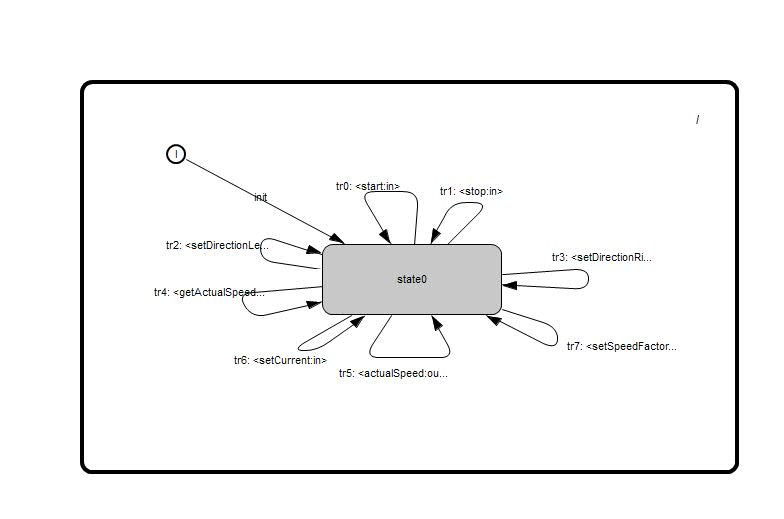 /
I
init
tr0: <start:in>
tr1: <stop:in>
tr2: <setDirectionLe...
tr3: <setDirectionRi...
state0
tr4: <getActualSpeed...
tr7: <setSpeedFactor...
tr6: <setCurrent:in>
tr5: <actualSpeed:ou...